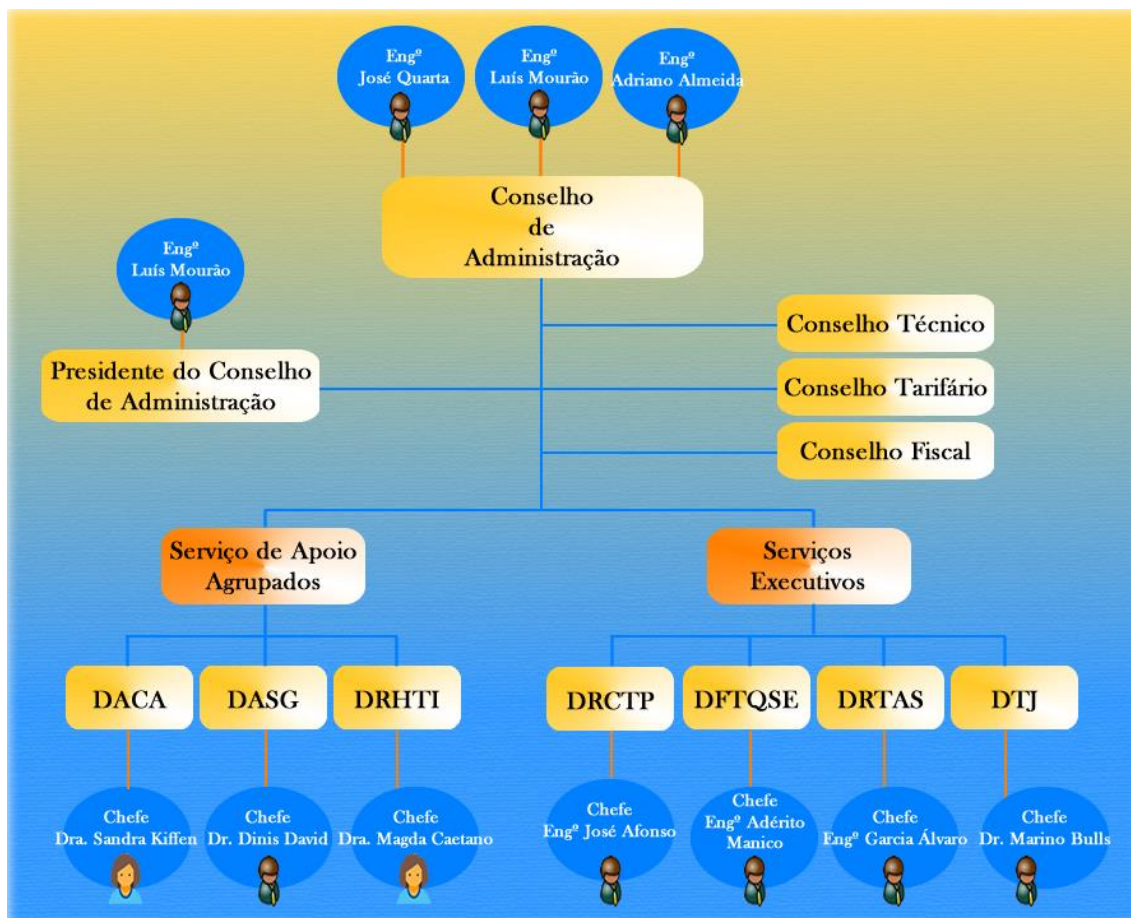 Engº
José Quarta
Engº
Luís Mourão
Engº
Adriano Almeida
Conselho
de
Administração
Engº
Luís Mourão
Presidente do Conselho
de Administração
Conselho Técnico
Conselho Tarifário
Conselho Fiscal
Serviço de Apoio
Agrupados
Serviços
Executivos
DACA
DASG
DRHTI
DRCTP
DFTQSE
DRTAS
DTJ
Chefe
Dra. Sandra Kiffen
Chefe
Dr. Dinis David
Chefe
Dra. Magda Caetano
Chefe
Engº José Afonso
Chefe
Engº Adérito
Manico
Chefe
Engº Garcia Álvaro
Chefe
Dr. Marino Bulls